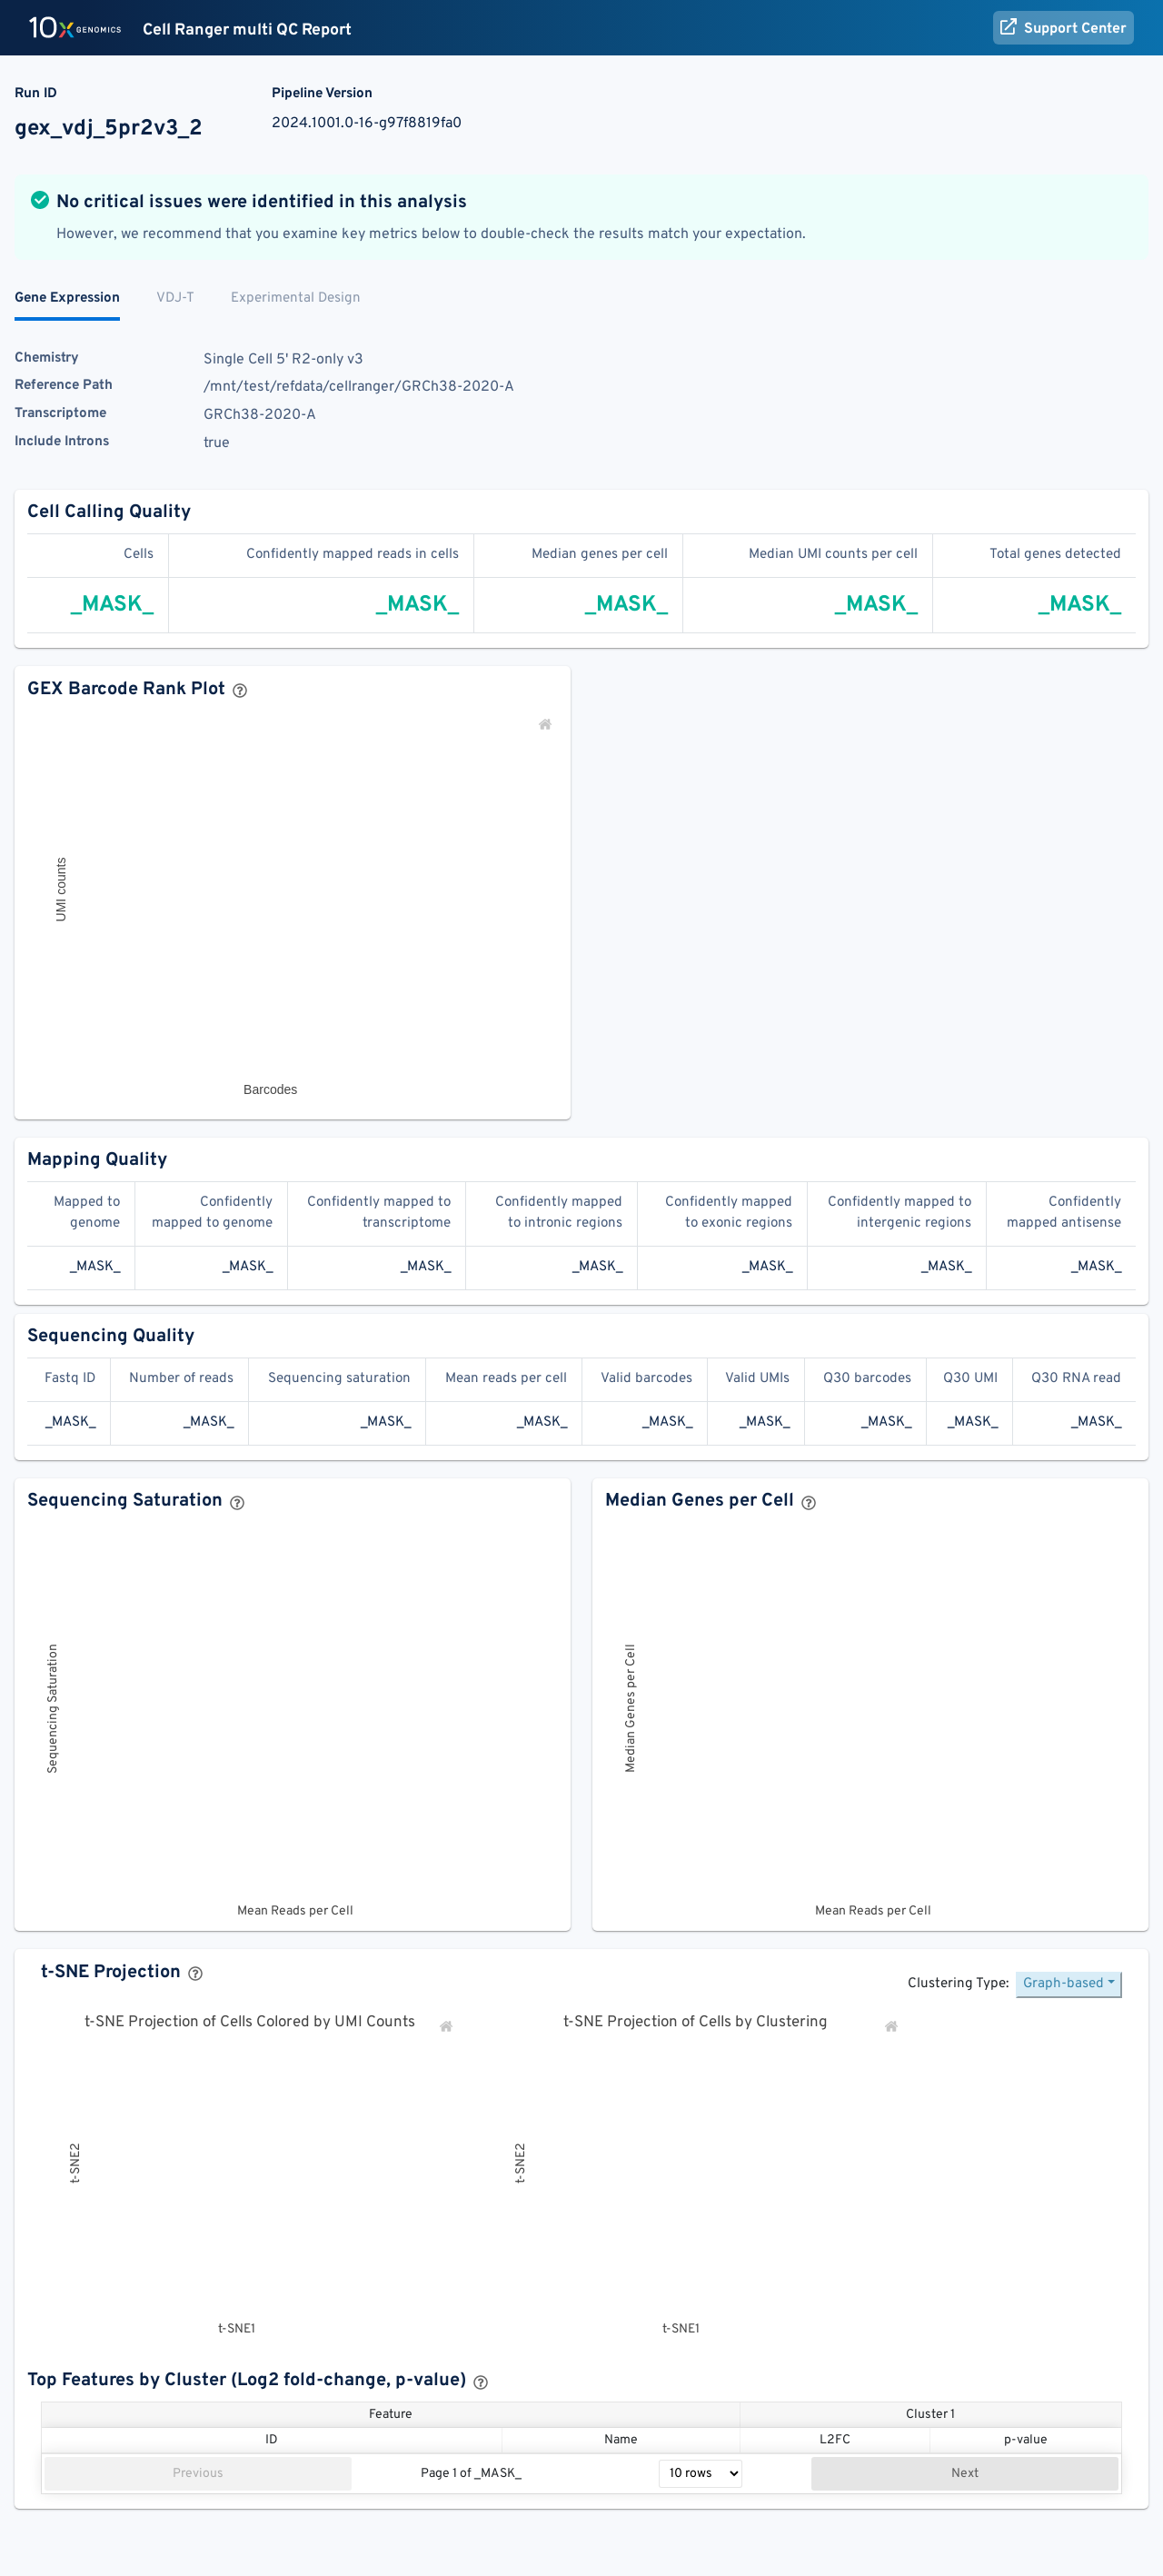 10x GENOMICS Cell Ranger multi QC Report Support Center
Run ID Pipeline Version
gex_vdj_5pr2v3_2 2024.1001.0-16-g97f8819fa0
No critical issues were identified in this analysis
However, we recommend that you examine key metrics below to double-check the results match your expectation.
Gene Expression VDJ-T Experimental Design
Chemistry Single Cell 5' R2-only v3
Reference Path /mnt/test/refdata/cellranger/GRCh38-2020-A
Transcriptome GRCh38-2020-A
Include Introns true
Cell Calling Quality
Cells Confidently mapped reads in cells Median genes per cell Median UMI counts per cell Total genes detected
_MASK_ _MASK_ _MASK_ _MASK_ _MASK_
GEX Barcode Rank Plot
UMI counts
Barcodes
Mapping Quality
Mapped to Confidently Confidently mapped to Confidently mapped Confidently mapped Confidently mapped to Confidently
genome mapped to genome transcriptome to intronic regions to exonic regions intergenic regions mapped antisense
_MASK_ _MASK_ _MASK_ _MASK_ _MASK_ _MASK_ _MASK_
Sequencing Quality
Fastq ID Number of reads Sequencing saturation Mean reads per cell Valid barcodes Valid UMIs Q30 barcodes Q30 UMI Q30 RNA read
_MASK_ _MASK_ _MASK_ _MASK_ _MASK_ _MASK_ _MASK_ _MASK_ _MASK_
Sequencing Saturation Median Genes per Cell
Sequencing Saturation Median Genes per Cell
Mean Reads per Cell Mean Reads per Cell
t-SNE Projection
Clustering Type: Graph-based
t-SNE Projection of Cells Colored by UMI Counts t-SNE Projection of Cells by Clustering
t-SNE2 t-SNE2
t-SNE1 t-SNE1
Top Features by Cluster (Log2 fold-change, p-value)
Feature Cluster 1
ID Name L2FC p-value
Previous Page 1 of _MASK_ 10 rows Next